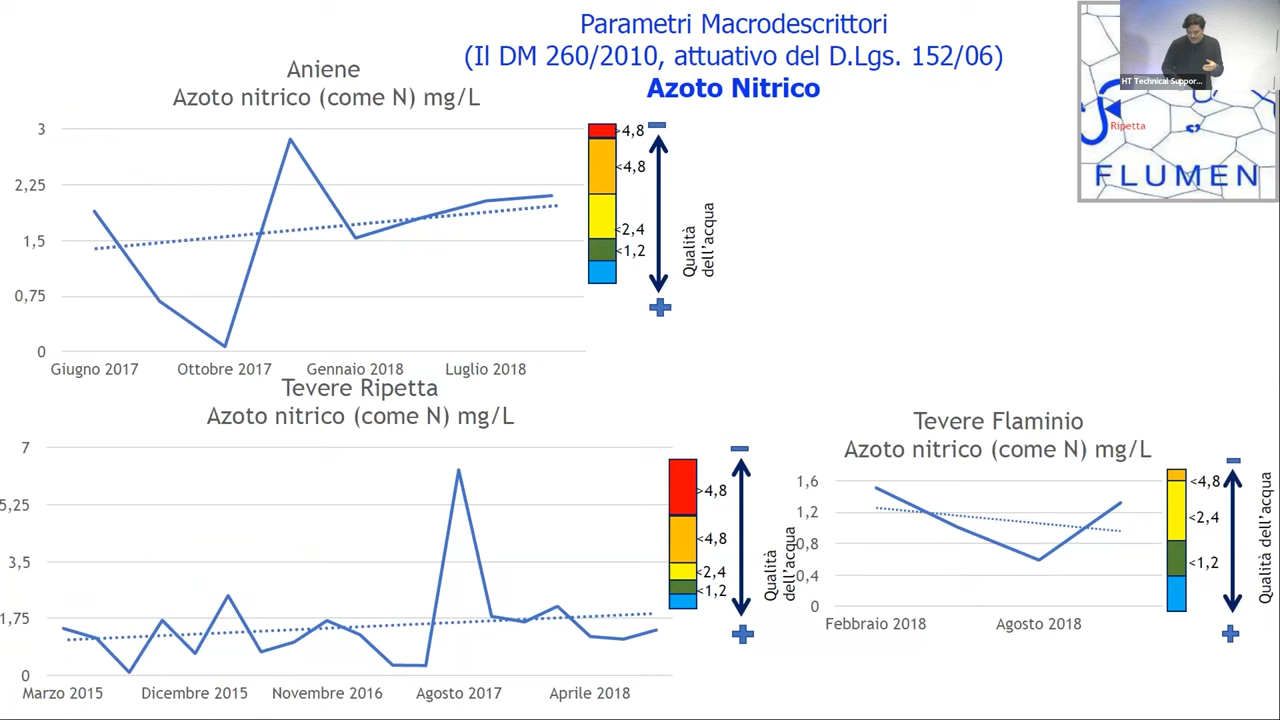 Parametri Macrodescrittori
(Il DM 260/2010, attuativo del D.Lgs. 152/06)
Azoto Nitrico
HT Technical Suppor...
Ripetta
FLUMEN
Aniene
Azoto nitrico (come N) mg/L
3
2,25
1,5
0,75
0
Giugno 2017
Ottobre 2017
Gennaio 2018
Luglio 2018
>4,8
<4,8
<2,4
<1,2
Qualità
dell'acqua
Tevere Ripetta
Azoto nitrico (come N) mg/L
7
5,25
3,5
1,75
0
Marzo 2015
Dicembre 2015
Novembre 2016
Agosto 2017
Aprile 2018
>4,8
<4,8
<2,4
<1,2
Qualità
dell'acqua
Tevere Flaminio
Azoto nitrico (come N) mg/L
1,6
1,2
0,8
0,4
0
Febbraio 2018
Agosto 2018
<4,8
<2,4
<1,2
Qualità dell'acqua